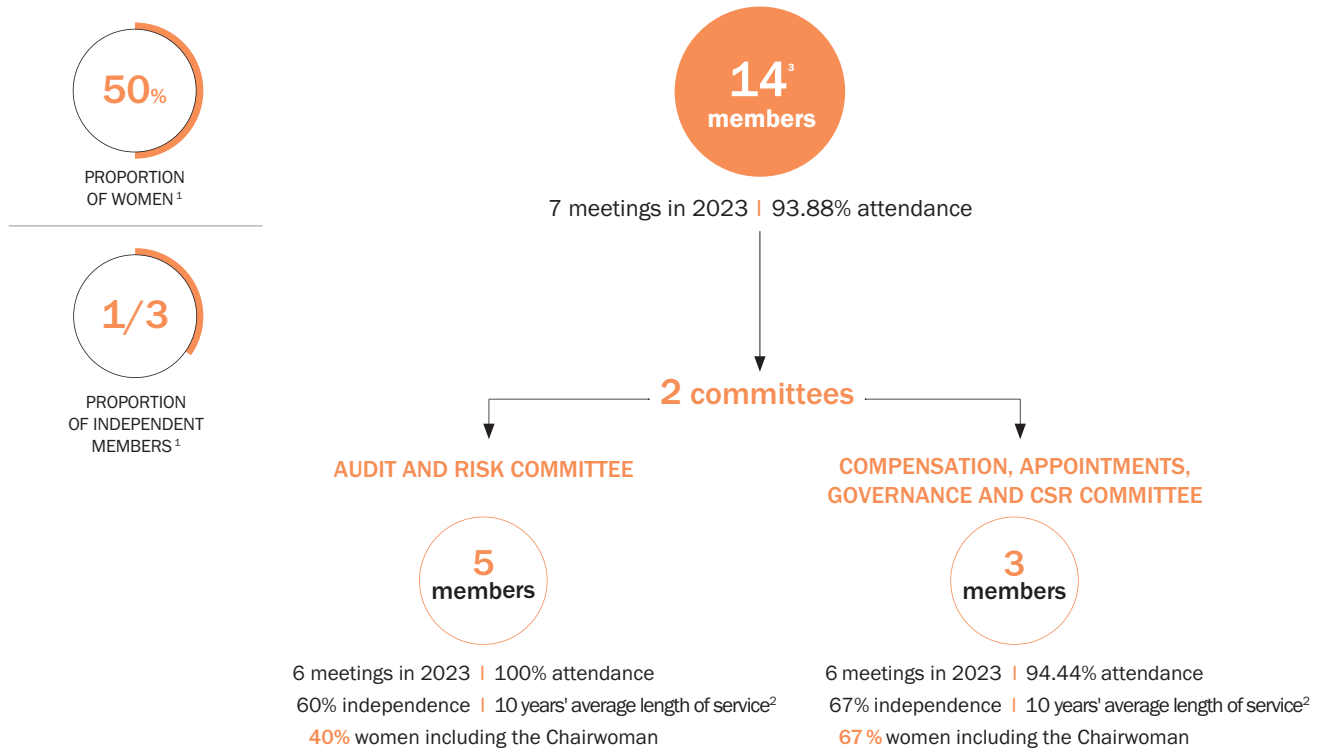 50%
PROPORTION
OF WOMEN 1
1/3
PROPORTION
OF INDEPENDENT
MEMBERS 1
14 3
members
7 meetings in 2023 | 93.88% attendance
2 committees
AUDIT AND RISK COMMITTEE
5
members
6 meetings in 2023 | 100% attendance
60% independence | 10 years' average length of service2
40% women including the Chairwoman
COMPENSATION, APPOINTMENTS,
GOVERNANCE AND CSR COMMITTEE
3
members
6 meetings in 2023 | 94.44% attendance
67% independence | 10 years' average length of service2
67 % women including the Chairwoman